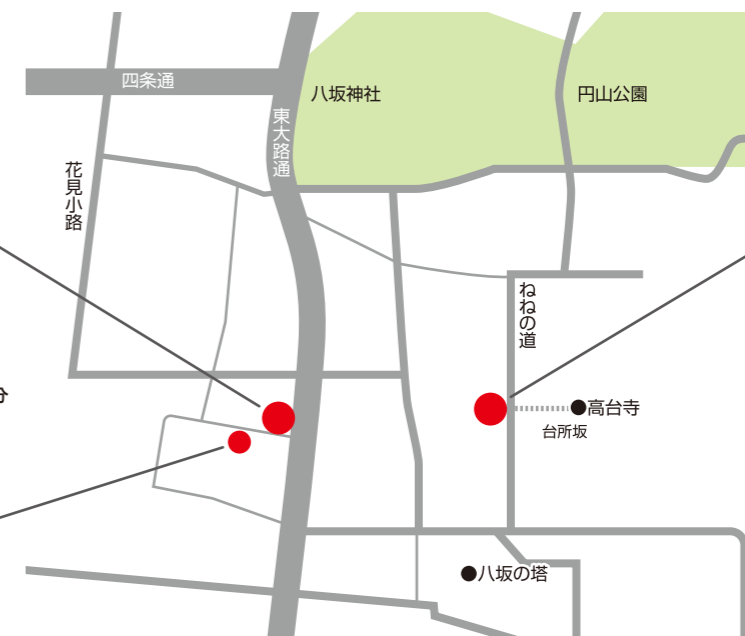 四条通
八坂神社
円山公園
東大路通
花見小路
ねねの道
分
高台寺
台所坂
八坂の塔